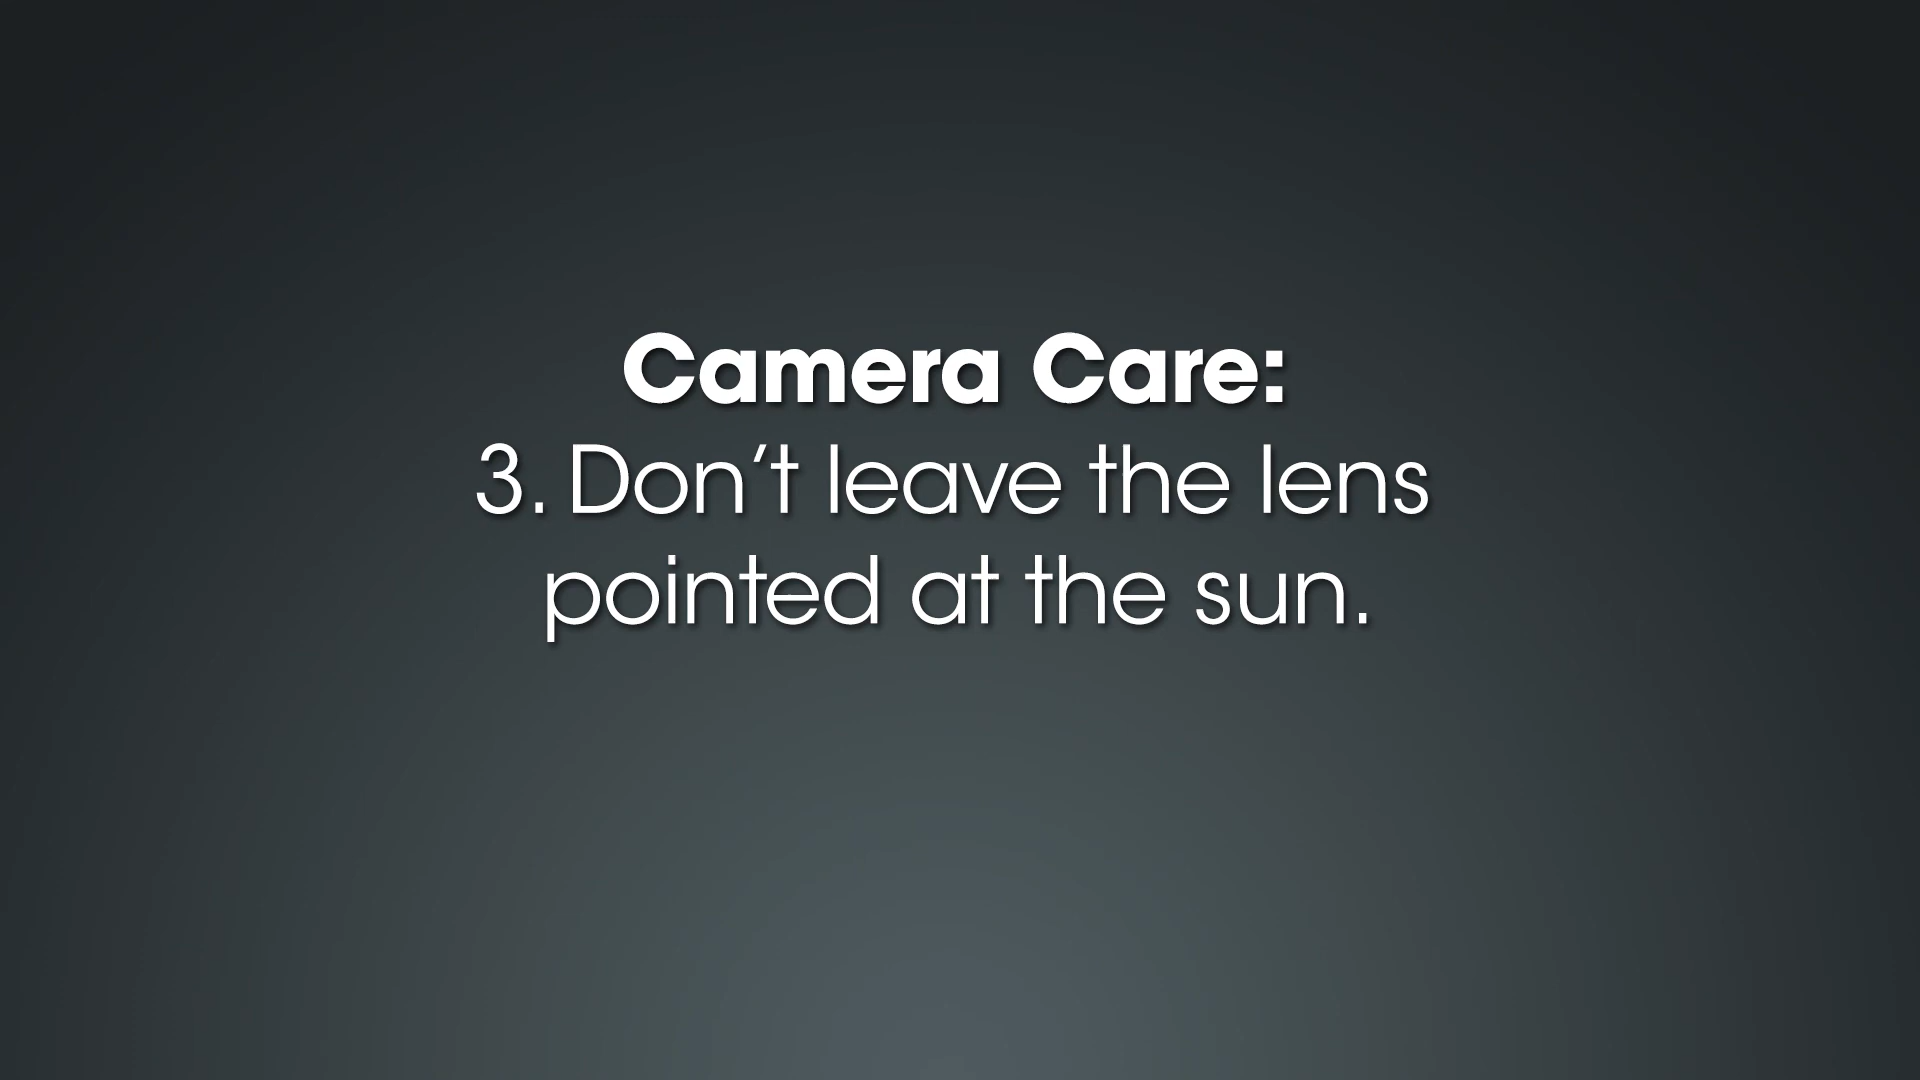 Camera Care:
3. Don’t leave the lens
pointed at the sun.